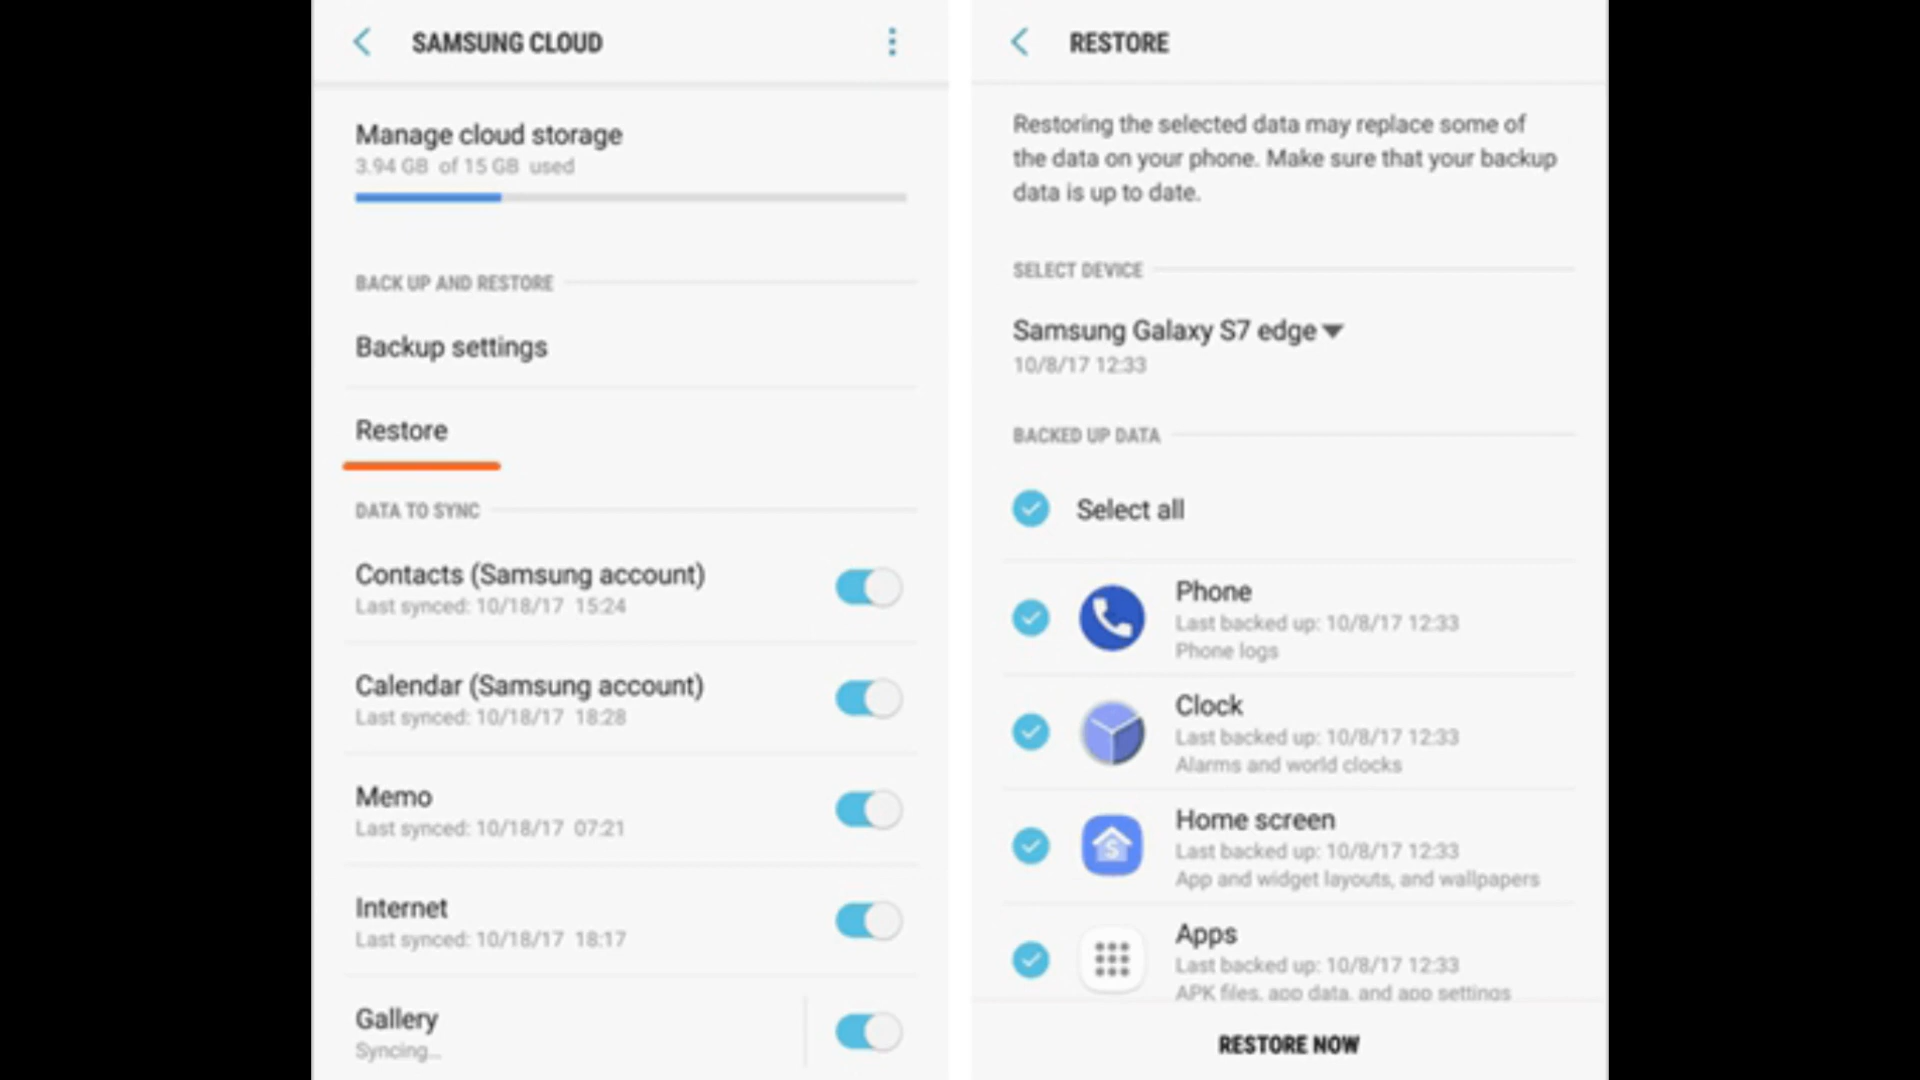 SAMSUNG CLOUD
Manage cloud storage
3.94 GB of 15 GB used
BACK UP AND RESTORE
Backup settings
Restore
DATA TO SYNC
Contacts (Samsung account)
Last synced: 10/18/17 15:24
Calendar (Samsung account)
Last synced: 10/18/17 18:28
Memo
Last synced: 10/18/17 07:21
Internet
Last synced: 10/18/17 18:17
Gallery
Syncing...
RESTORE
Restoring the selected data may replace some of
the data on your phone. Make sure that your backup
data is up to date.
SELECT DEVICE
Samsung Galaxy S7 edge
10/8/17 12:33
BACKED UP DATA
Select all
Phone
Last backed up: 10/8/17 12:33
Phone logs
Clock
Last backed up: 10/8/17 12:33
Alarms and world clocks
Home screen
Last backed up: 10/8/17 12:33
App and widget layouts, and wallpapers
Apps
Last backed up: 10/8/17 12:33
APK files, app data, and app settings
RESTORE NOW